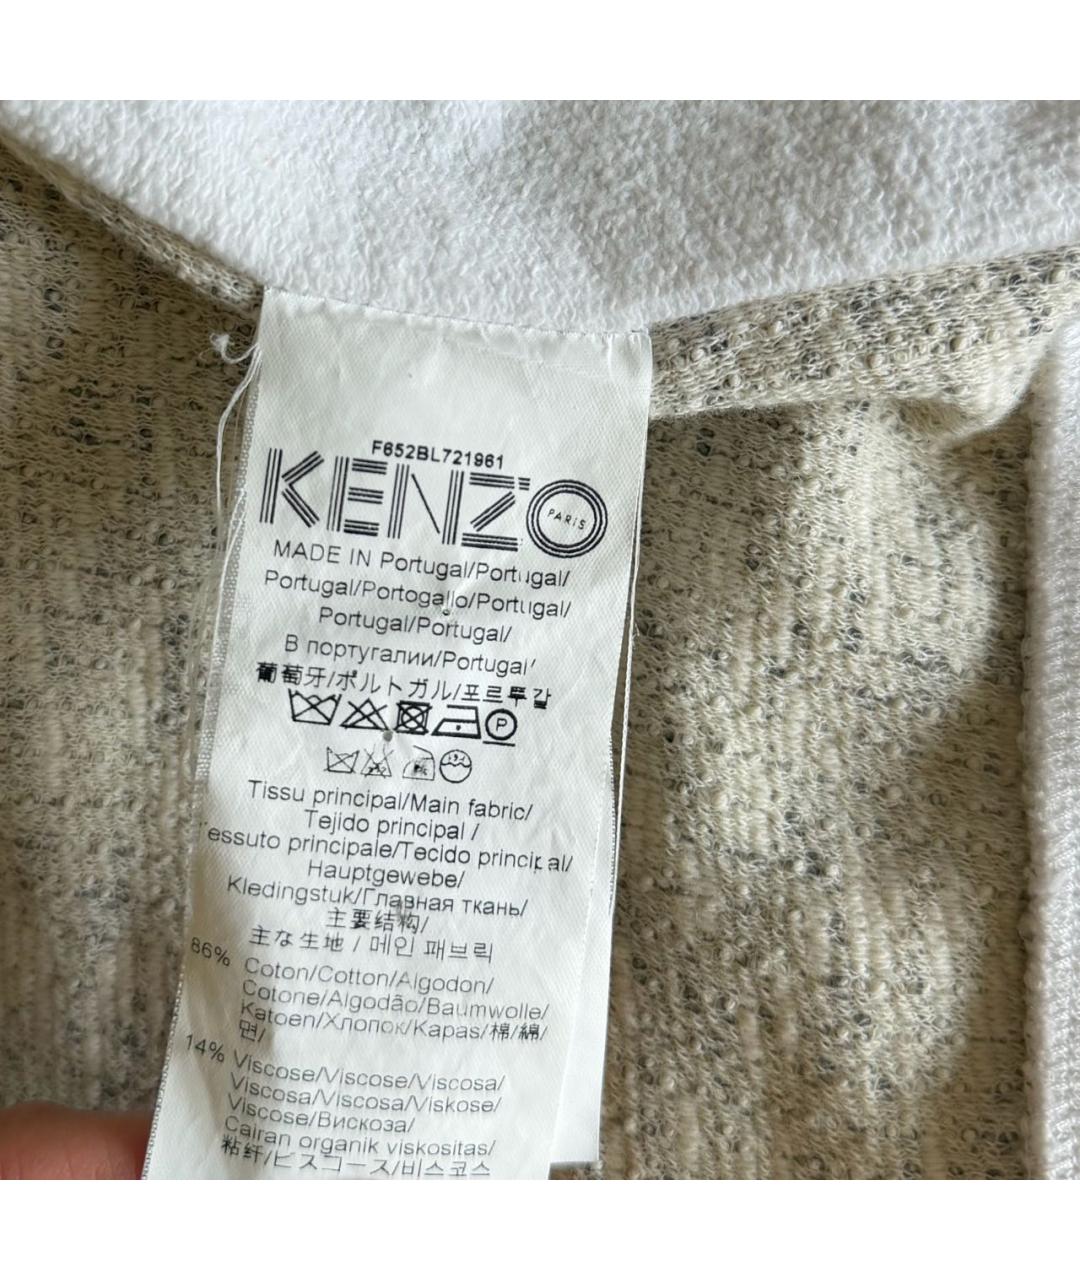 F652BL721961
KENZO
PARIS
MADE IN Portugal/Portugal/
Portugal/Portogallo/Portugal/
Portugal/Portugal/
В португалии/Portugal/
葡萄牙/ポルトガル/포르투갈
P
Tissu principal/Main fabric/
Tejido principal /
Tessuto principale/Tecido principal/
Hauptgewebe/
Kledingstuk/Главная ткань/
主要结构/
主な生地 / 메인 패브릭
86% Coton/Cotton/Algodon/
Cotone/Algodão/Baumwolle/
Katoen/Хлопок/Kapas/棉/綿/
면/
14% Viscose/Viscose/Viscosa/
Viscosa/Viscosa/Viskose/
Viscose/Вискоза/
Cairan organik viskositas/
粘纤/ビスコース/비스코스